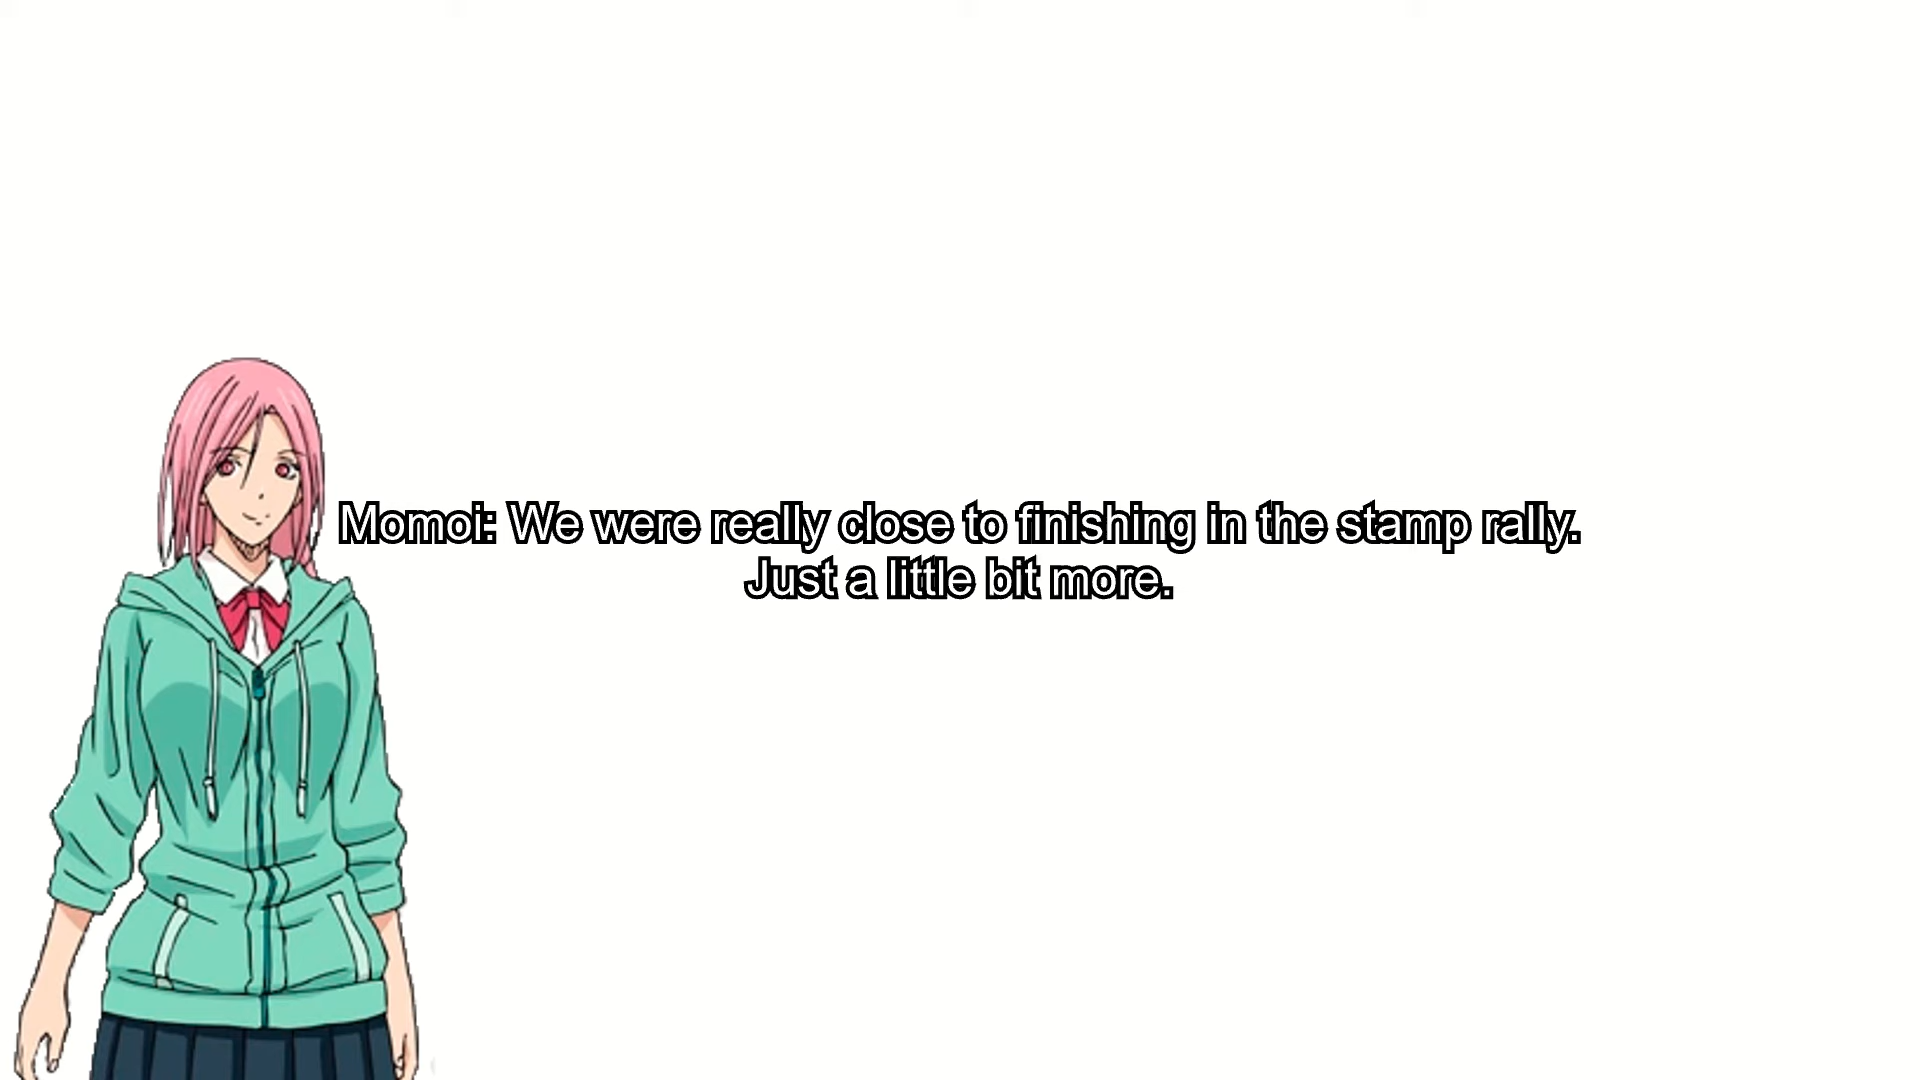 Momoi: We were really close to finishing in the stamp rally.
Just a little bit more.